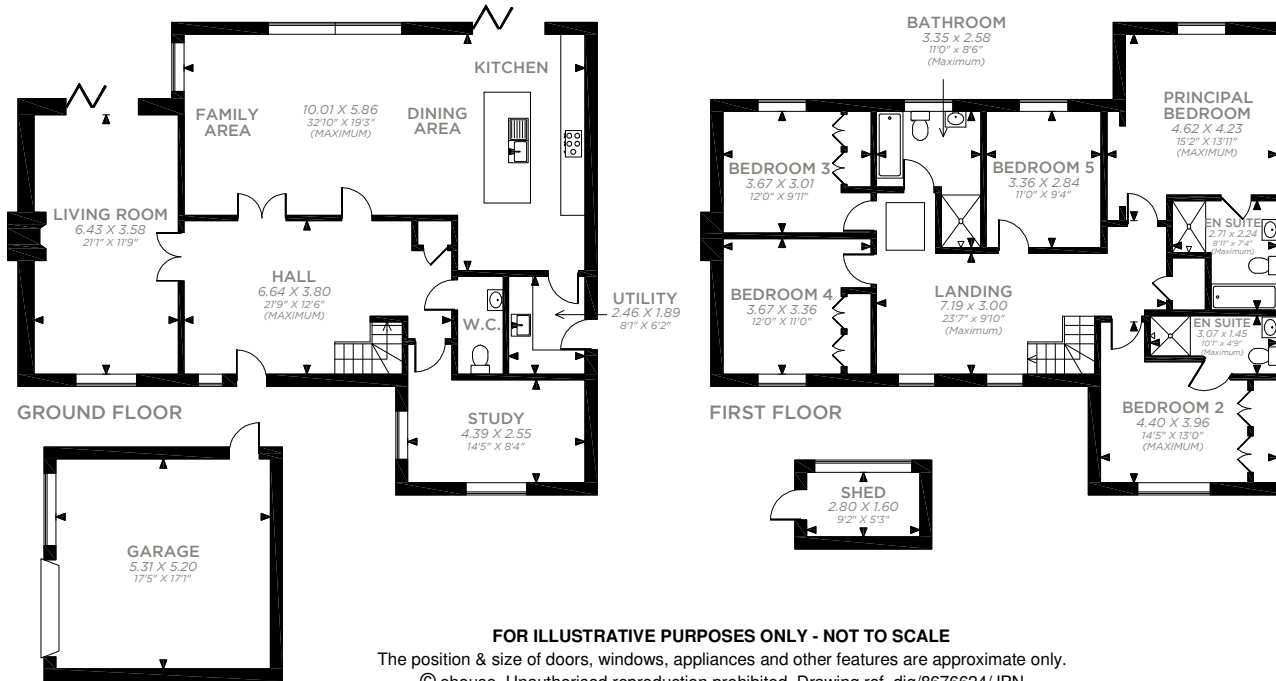 BATHROOM
3.35 x 2.58
11'0" x 8'6"
(Maximum)
KITCHEN
FAMILY
AREA
10.01 X 5.86
32'10" X 19'3"
(MAXIMUM)
DINING
AREA
LIVING ROOM
6.43 X 3.58
21'1" X 11'9"
HALL
6.64 X 3.80
21'9" X 12'6"
(MAXIMUM)
W.C.
UTILITY
2.46 X 1.89
8'1" X 6'2"
STUDY
4.39 X 2.55
14'5" X 8'4"
GROUND FLOOR
GARAGE
5.31 X 5.20
17'5" X 17'1"
PRINCIPAL
BEDROOM
4.62 X 4.23
15'2" X 13'11"
(MAXIMUM)
BEDROOM 3
3.67 X 3.01
12'0" X 9'11"
BEDROOM 5
3.36 X 2.84
11'0" X 9'4"
EN SUITE
2.71 x 2.24
8'11" x 7'4"
(Maximum)
BEDROOM 4
3.67 X 3.36
12'0" X 11'0"
LANDING
7.19 x 3.00
23'7" x 9'10"
(Maximum)
EN SUITE
3.07 x 1.45
10'1" x 4'9"
(Maximum)
BEDROOM 2
4.40 X 3.96
14'5" X 13'0"
(MAXIMUM)
FIRST FLOOR
SHED
2.80 X 1.60
9'2" X 5'3"
FOR ILLUSTRATIVE PURPOSES ONLY - NOT TO SCALE
The position & size of doors, windows, appliances and other features are approximate only.
© ehouse. Unauthorised reproduction prohibited. Drawing ref. dig/8676624/JRN